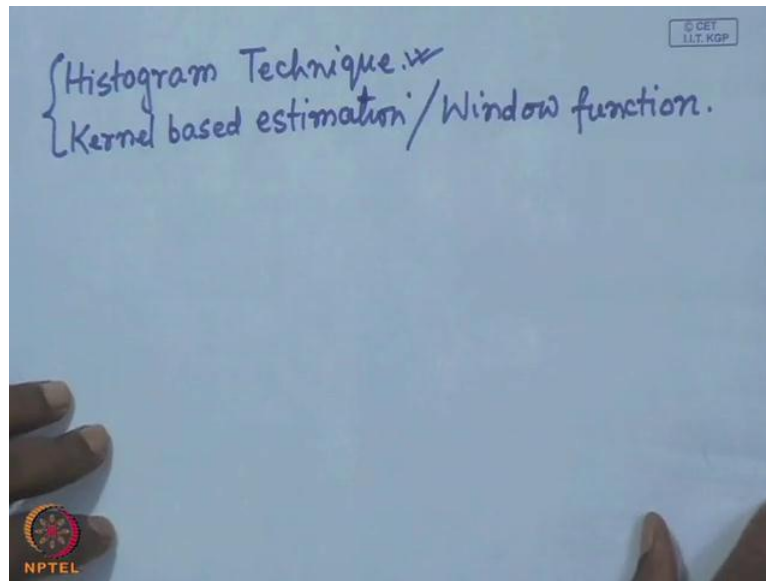 © CET
I.I.T. KGP
Histogram Technique.
Kernel based estimation / Window function.
NPTEL